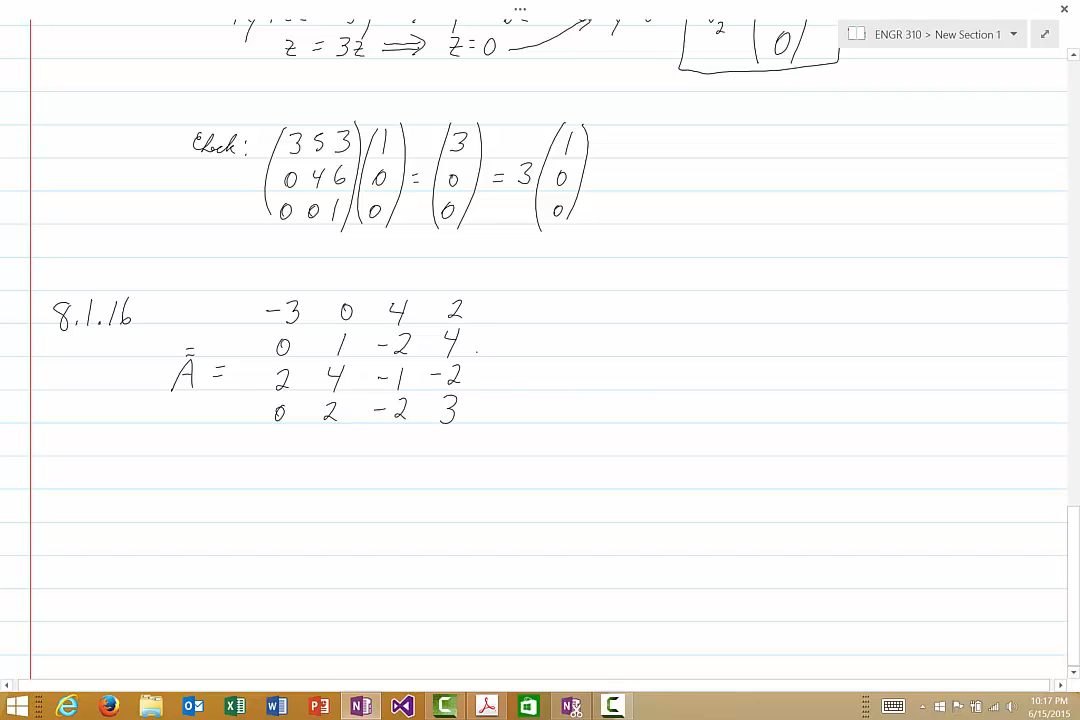 ENGR 310 > New Section 1
z = 3z ⟹ z = 0
2
0
Check: (3 5 3) (1) (3) (1)
(0 4 6) (0) = (0) = 3 (0)
(0 0 1) (0) (0) (0)
8.1.16 -3 0 4 2
0 1 -2 4
A = 2 4 -1 -2
0 2 -2 3
10:17 PM
6/15/2015